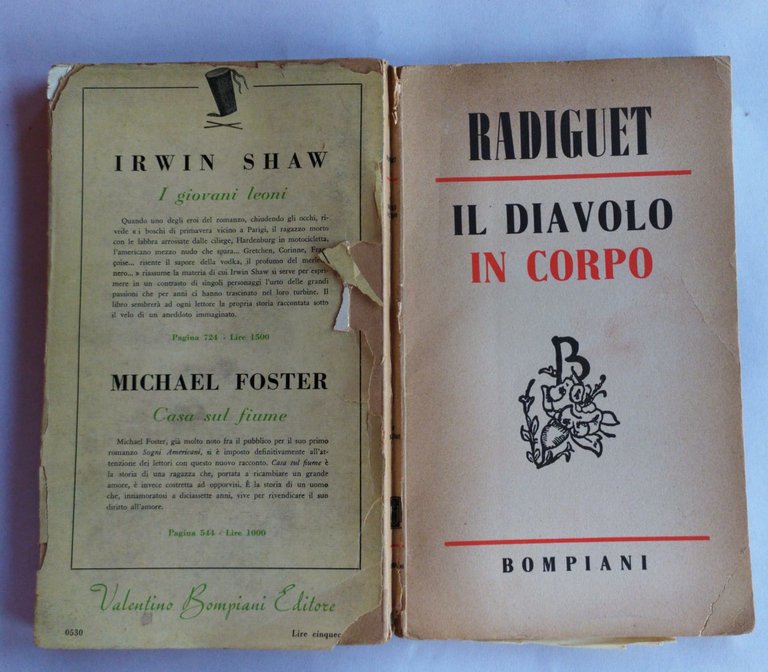 IRWIN SHAW
I giovani leoni
Quando uno degli eroi del romanzo, chiudendo gli occhi, ri-
vede « i boschi di primavera vicino a Parigi, il ragazzo morto
con le labbra arrossate dalle ciliege, Hardenburg in motocicletta,
l'americano mezzo nudo che spara... Gretchen, Corinne, Fran-
çoise... risente il sapore della vodka, il profumo del
nero... » riassume la materia di cui Irwin Shaw si serve per espri-
mere in un contrasto di singoli personaggi l'urto delle grandi
passioni che per anni ci hanno trascinato nel loro turbine. Il
libro sembrerà ad ogni lettore la propria storia raccontata sotto
il velo di un aneddoto immaginato.
Pagina 724 - Lire 1500
MICHAEL FOSTER
Casa sul fiume
Michael Foster, già molto noto fra il pubblico per il suo primo
romanzo Sogni Americani, si è imposto definitivamente all'at-
tenzione dei lettori con questo nuovo racconto. Casa sul fiume è
la storia di una ragazza che, portata a ricambiare un grande
amore, è invece costretta ad opporvisi. È la storia di un uomo
che, innamoratosi a diciassette anni, vive per rivendicare il suo
diritto all'amore.
Pagina 544 - Lire 1000
Valentino Bompiani Editore
0530
Lire cinquec
RADIGUET
IL DIAVOLO
IN CORPO
B
BOMPIANI